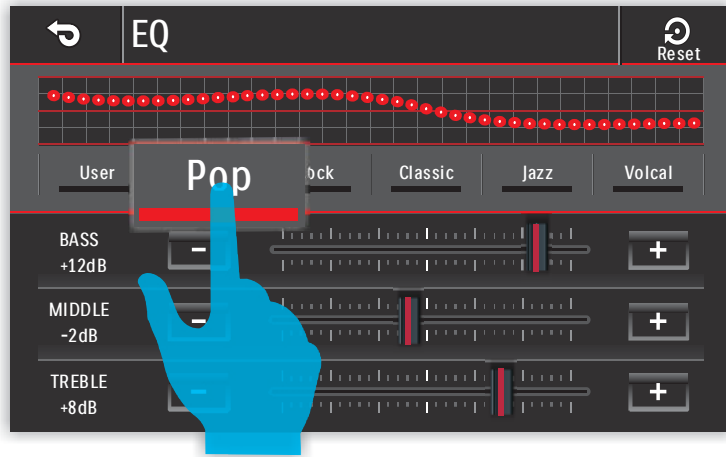 EQ
Reset
User Pop ock Classic Jazz Volcal
BASS
+12dB
- +
MIDDLE
-2dB
- +
TREBLE
+8dB
- +